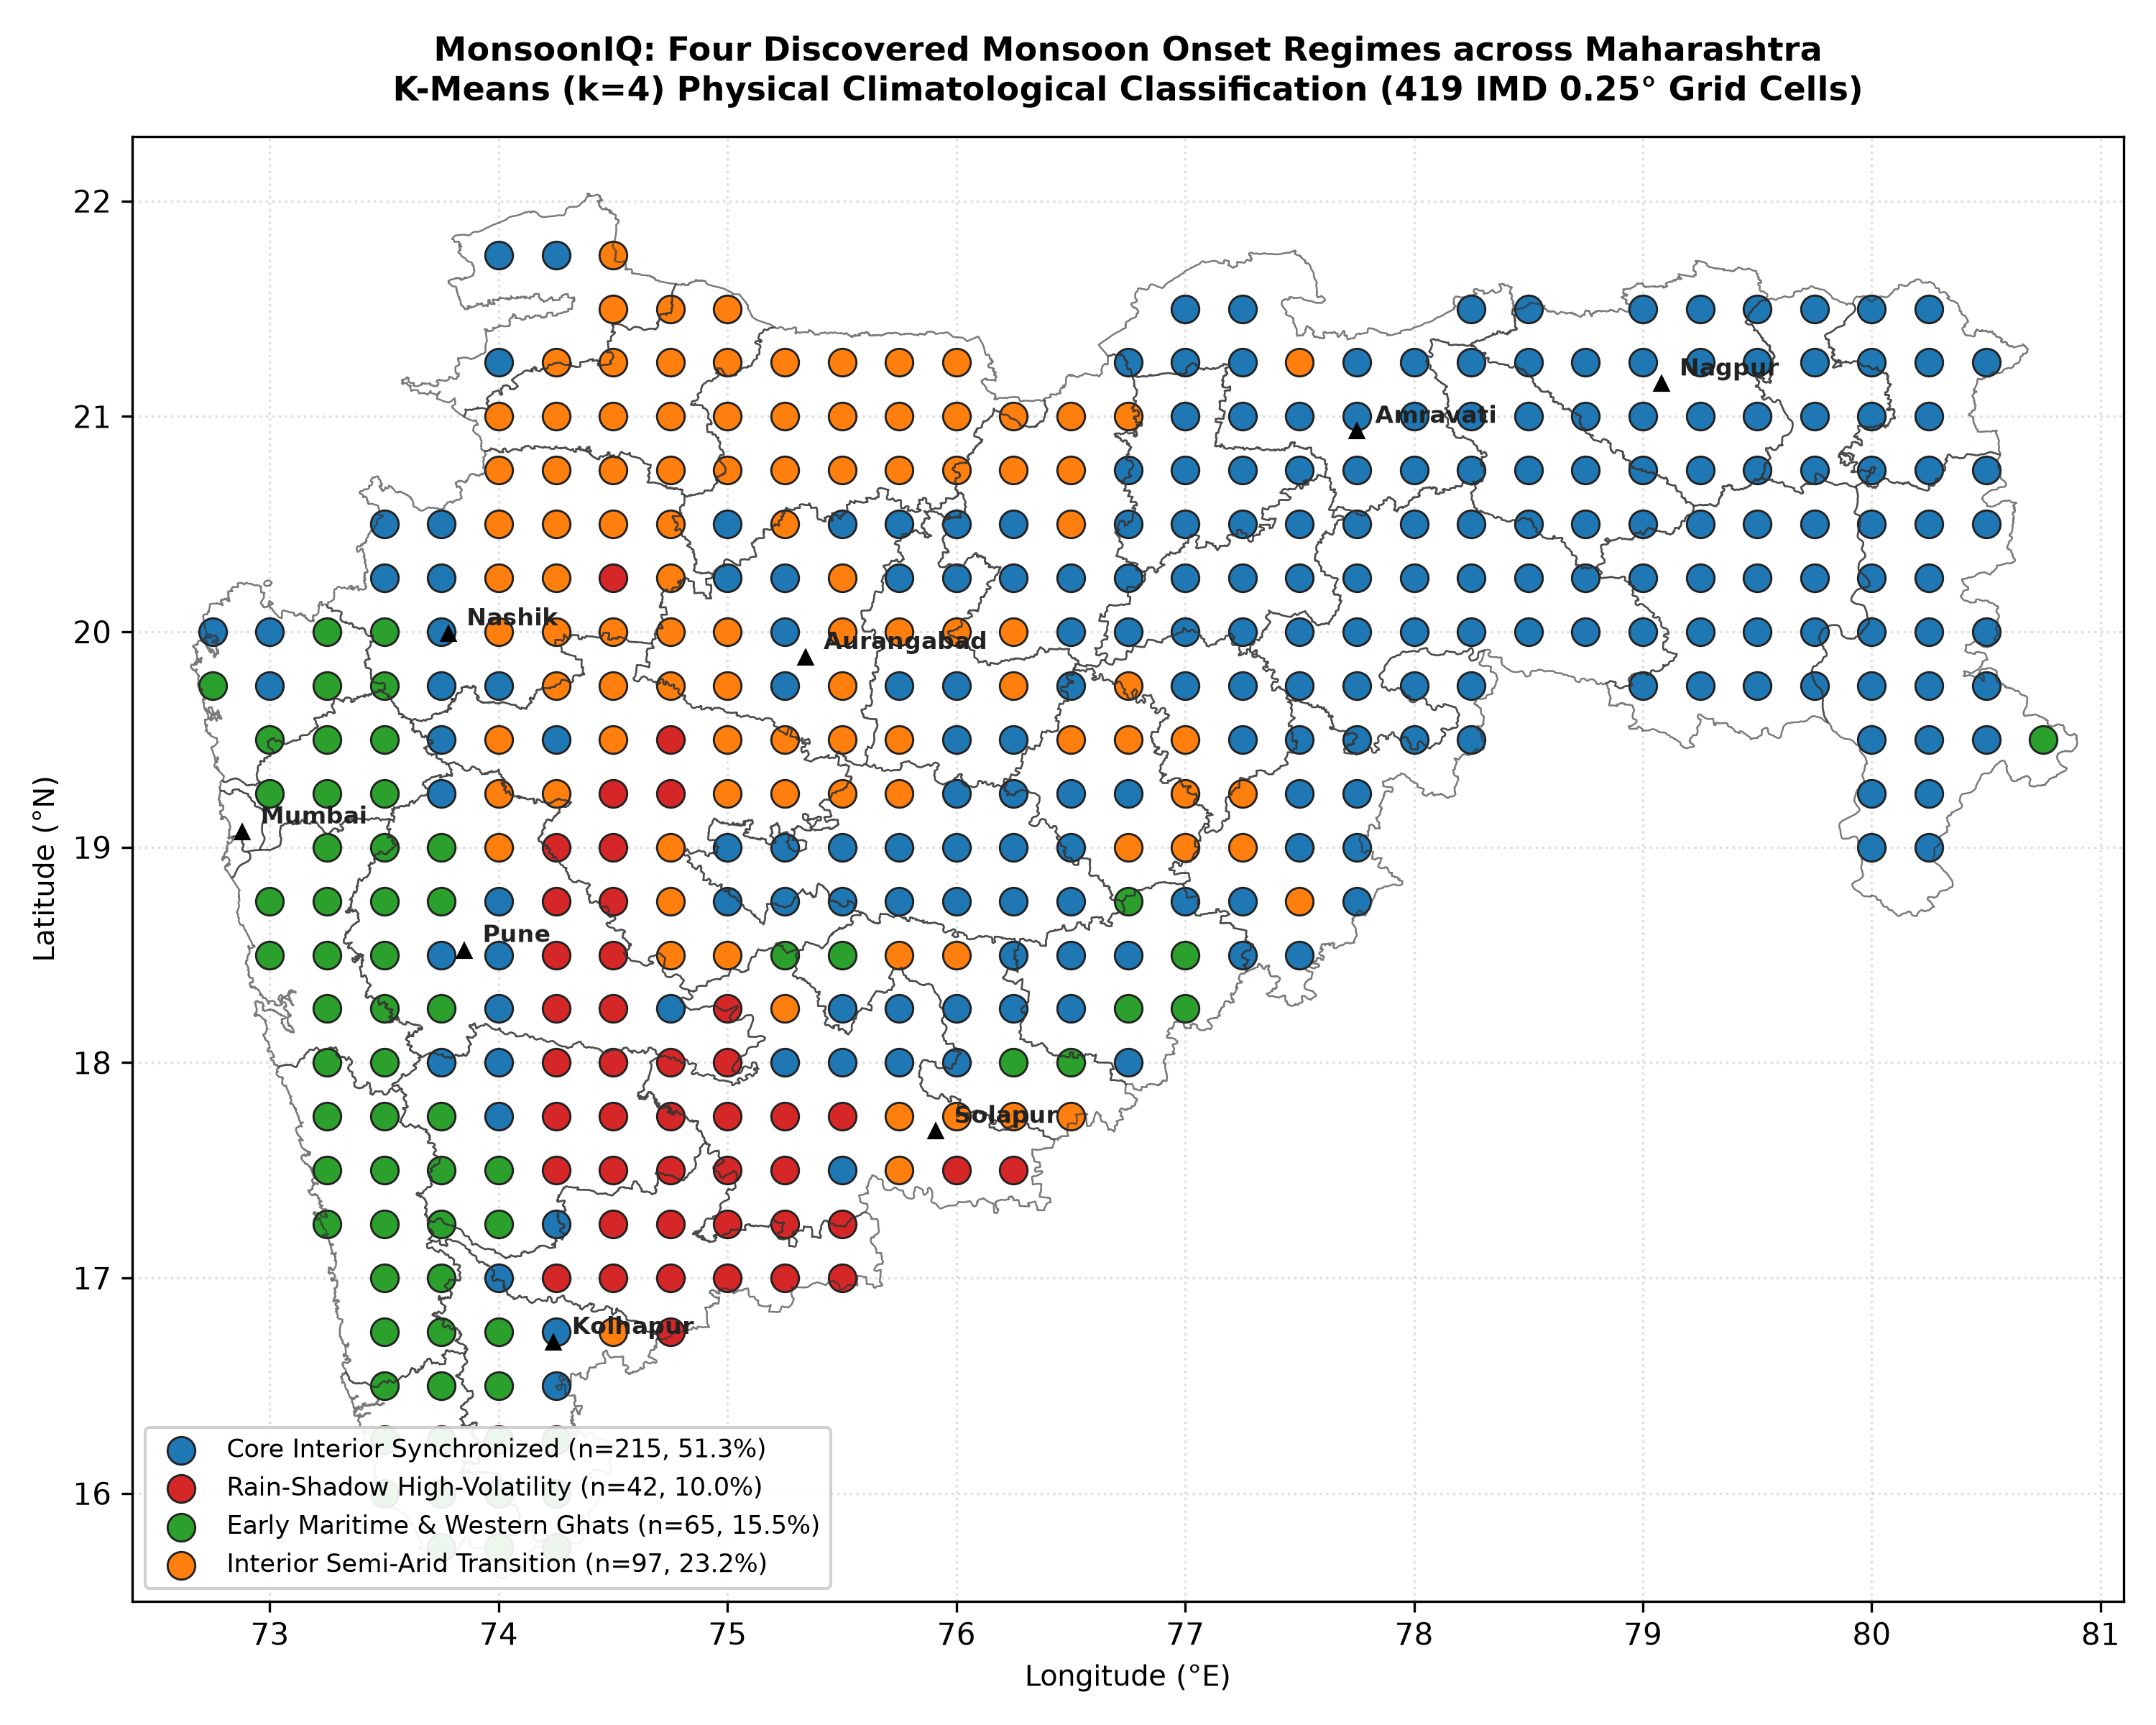 MonsoonIQ: Four Discovered Monsoon Onset Regimes across Maharashtra
K-Means (k=4) Physical Climatological Classification (419 IMD 0.25° Grid Cells)
Latitude (°N)
22
21
20
19
18
17
16
Nagpur
Amravati
Nashik
Aurangabad
Mumbai
Pune
Solapur
Kolhapur
Core Interior Synchronized (n=215, 51.3%)
Rain-Shadow High-Volatility (n=42, 10.0%)
Early Maritime & Western Ghats (n=65, 15.5%)
Interior Semi-Arid Transition (n=97, 23.2%)
73 74 75 76 77 78 79 80 81
Longitude (°E)